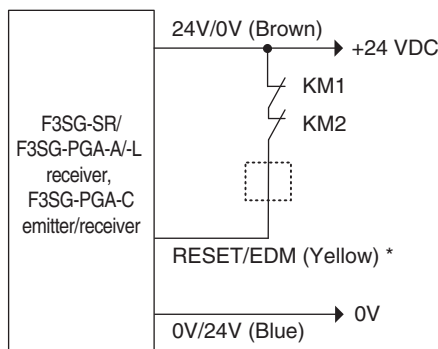 24V/0V (Brown)
+24 VDC
KM1
KM2
F3SG-SR/
F3SG-PGA-A/-L
receiver,
F3SG-PGA-C
emitter/receiver
RESET/EDM (Yellow) *
0V
0V/24V (Blue)